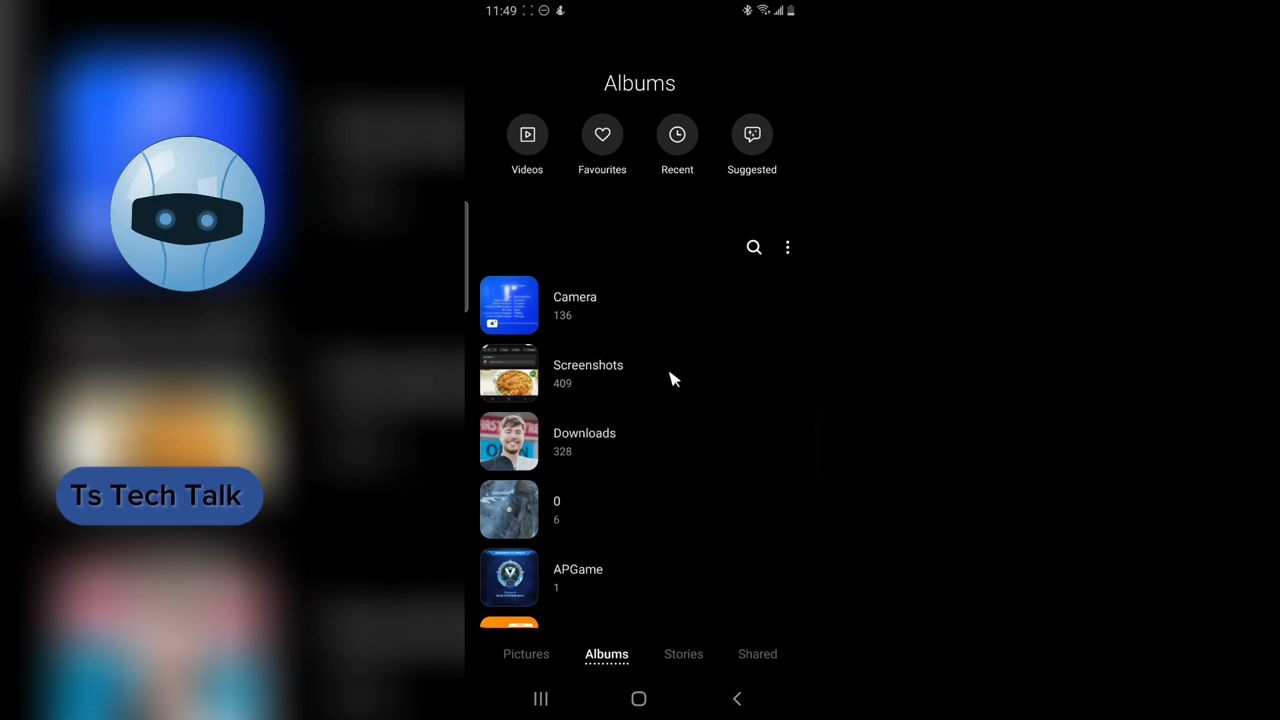 11:49
Albums
Videos
Favourites
Recent
Suggested
Camera
136
Screenshots
409
Downloads
328
0
6
APGame
1
Ts Tech Talk
Pictures
Albums
Stories
Shared